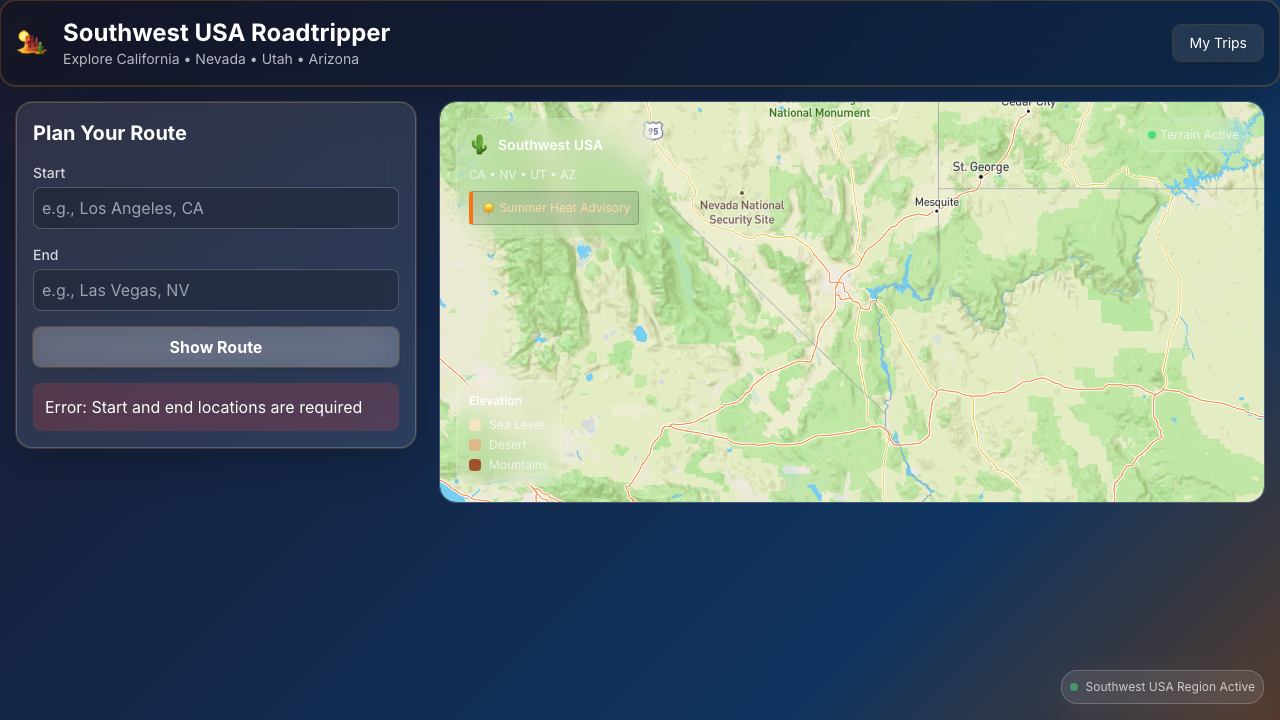 Southwest USA Roadtripper
Explore California • Nevada • Utah • Arizona
My Trips
Plan Your Route
Start
e.g., Los Angeles, CA
End
e.g., Las Vegas, NV
Show Route
Error: Start and end locations are required
Southwest USA
CA • NV • UT • AZ
Summer Heat Advisory
95
National Monument
Cedar City
Terrain Active
St. George
Mesquite
Nevada National
Security Site
Elevation
Sea Level
Desert
Mountains
Southwest USA Region Active